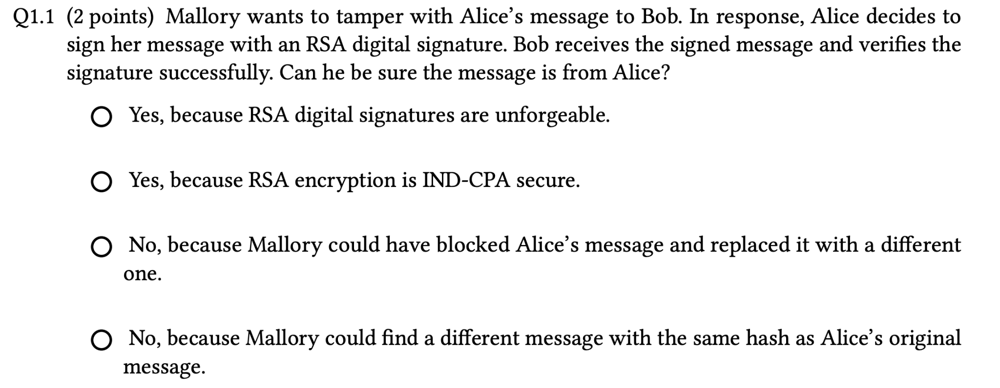 Q1.1 (2 points) Mallory wants to tamper with Alice’s message to Bob. In response, Alice decides to
sign her message with an RSA digital signature. Bob receives the signed message and verifies the
signature successfully. Can he be sure the message is from Alice?
Yes, because RSA digital signatures are unforgeable.
Yes, because RSA encryption is IND-CPA secure.
No, because Mallory could have blocked Alice’s message and replaced it with a different
one.
No, because Mallory could find a different message with the same hash as Alice’s original
message.